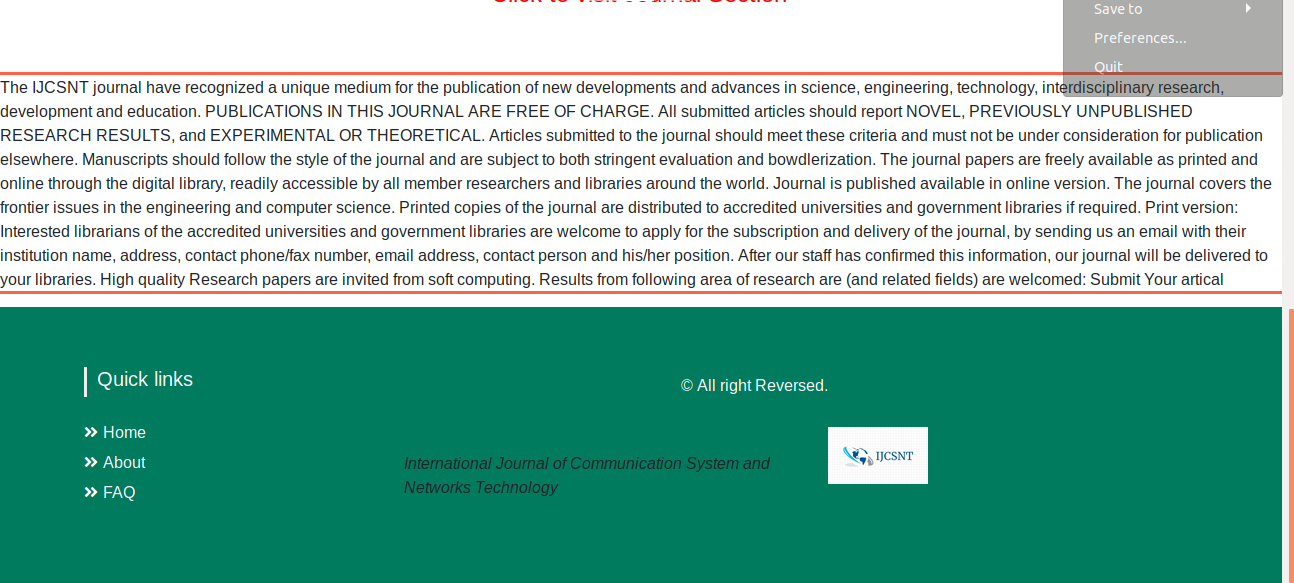 Click to visit Journal Section
Save to
Preferences...
Quit
The IJCSNT journal have recognized a unique medium for the publication of new developments and advances in science, engineering, technology, interdisciplinary research,
development and education. PUBLICATIONS IN THIS JOURNAL ARE FREE OF CHARGE. All submitted articles should report NOVEL, PREVIOUSLY UNPUBLISHED
RESEARCH RESULTS, and EXPERIMENTAL OR THEORETICAL. Articles submitted to the journal should meet these criteria and must not be under consideration for publication
elsewhere. Manuscripts should follow the style of the journal and are subject to both stringent evaluation and bowdlerization. The journal papers are freely available as printed and
online through the digital library, readily accessible by all member researchers and libraries around the world. Journal is published available in online version. The journal covers the
frontier issues in the engineering and computer science. Printed copies of the journal are distributed to accredited universities and government libraries if required. Print version:
Interested librarians of the accredited universities and government libraries are welcome to apply for the subscription and delivery of the journal, by sending us an email with their
institution name, address, contact phone/fax number, email address, contact person and his/her position. After our staff has confirmed this information, our journal will be delivered to
your libraries. High quality Research papers are invited from soft computing. Results from following area of research are (and related fields) are welcomed: Submit Your artical
Quick links
Home
About
FAQ
© All right Reversed.
International Journal of Communication System and
Networks Technology
IJCSNT